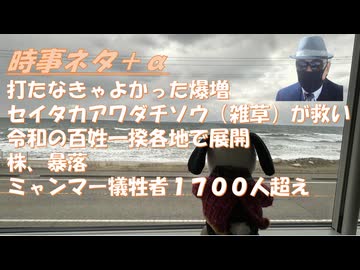 時事ネタ＋α
打たなきゃよかった爆増
セイタカアワダチソウ（雑草）が救い
令和の百姓一揆各地で展開
株、暴落
ミャンマー犠牲者１７００人超え